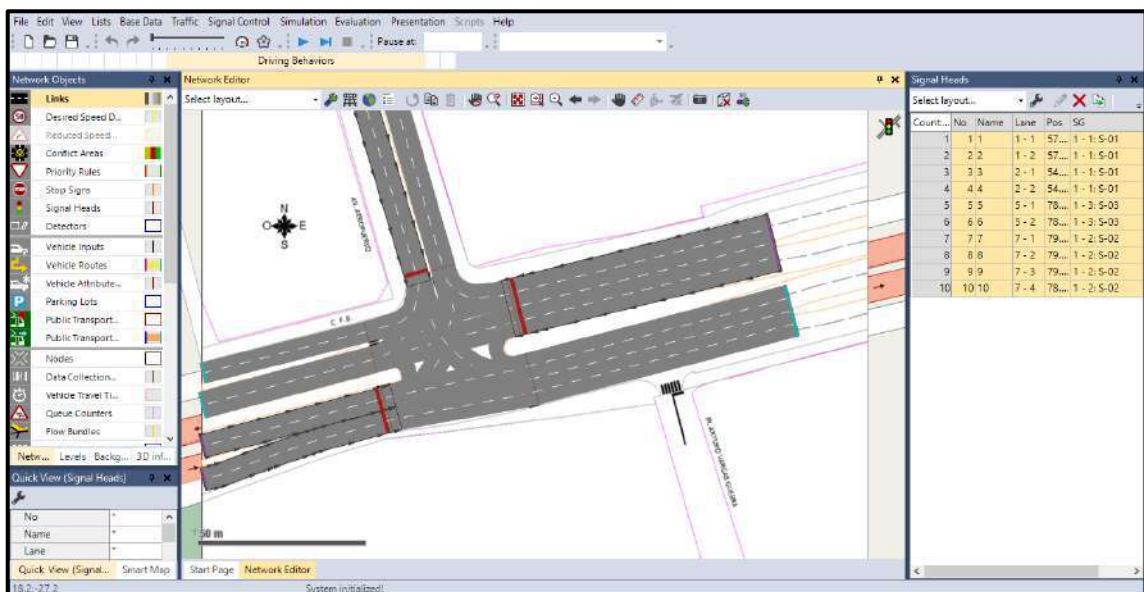 File Edit View Lists Base Data Traffic Signal Control Simulation Evaluation Presentation Scripts Help
Pause at:
Driving Behaviors
Network Objects
Links
Desired Speed D...
Reduced Speed...
Conflict Areas
Priority Rules
Stop Signs
Signal Heads
Detectors
Vehicle Inputs
Vehicle Routes
Vehicle Attribute...
Parking Lots
Public Transport...
Public Transport...
Nodes
Data Collection...
Vehicle Travel Ti...
Queue Counters
Flow Bundles
Netw... Levels Backg... 3D inf...
Quick View (Signal Heads)
No *
Name *
Lane *
Quick View (Signal... Smart Map
Network Editor
Select layout...
N
O E
S
AV. AEROPUERTO
C.F.B.
50 m
Start Page Network Editor
Signal Heads
Select layout...
Count:... No Name Lane Pos SG
1 1 1 1 - 1 57.... 1 - 1: S-01
2 2 2 1 - 2 57.... 1 - 1: S-01
3 3 3 2 - 1 54.... 1 - 1: S-01
4 4 4 2 - 2 54.... 1 - 1: S-01
5 5 5 5 - 1 78.... 1 - 3: S-03
6 6 6 5 - 2 78.... 1 - 3: S-03
7 7 7 7 - 1 79.... 1 - 2: S-02
8 8 8 7 - 2 79.... 1 - 2: S-02
9 9 9 7 - 3 79.... 1 - 2: S-02
10 10 10 7 - 4 78.... 1 - 2: S-02
18.2:-27.2
System initialized!